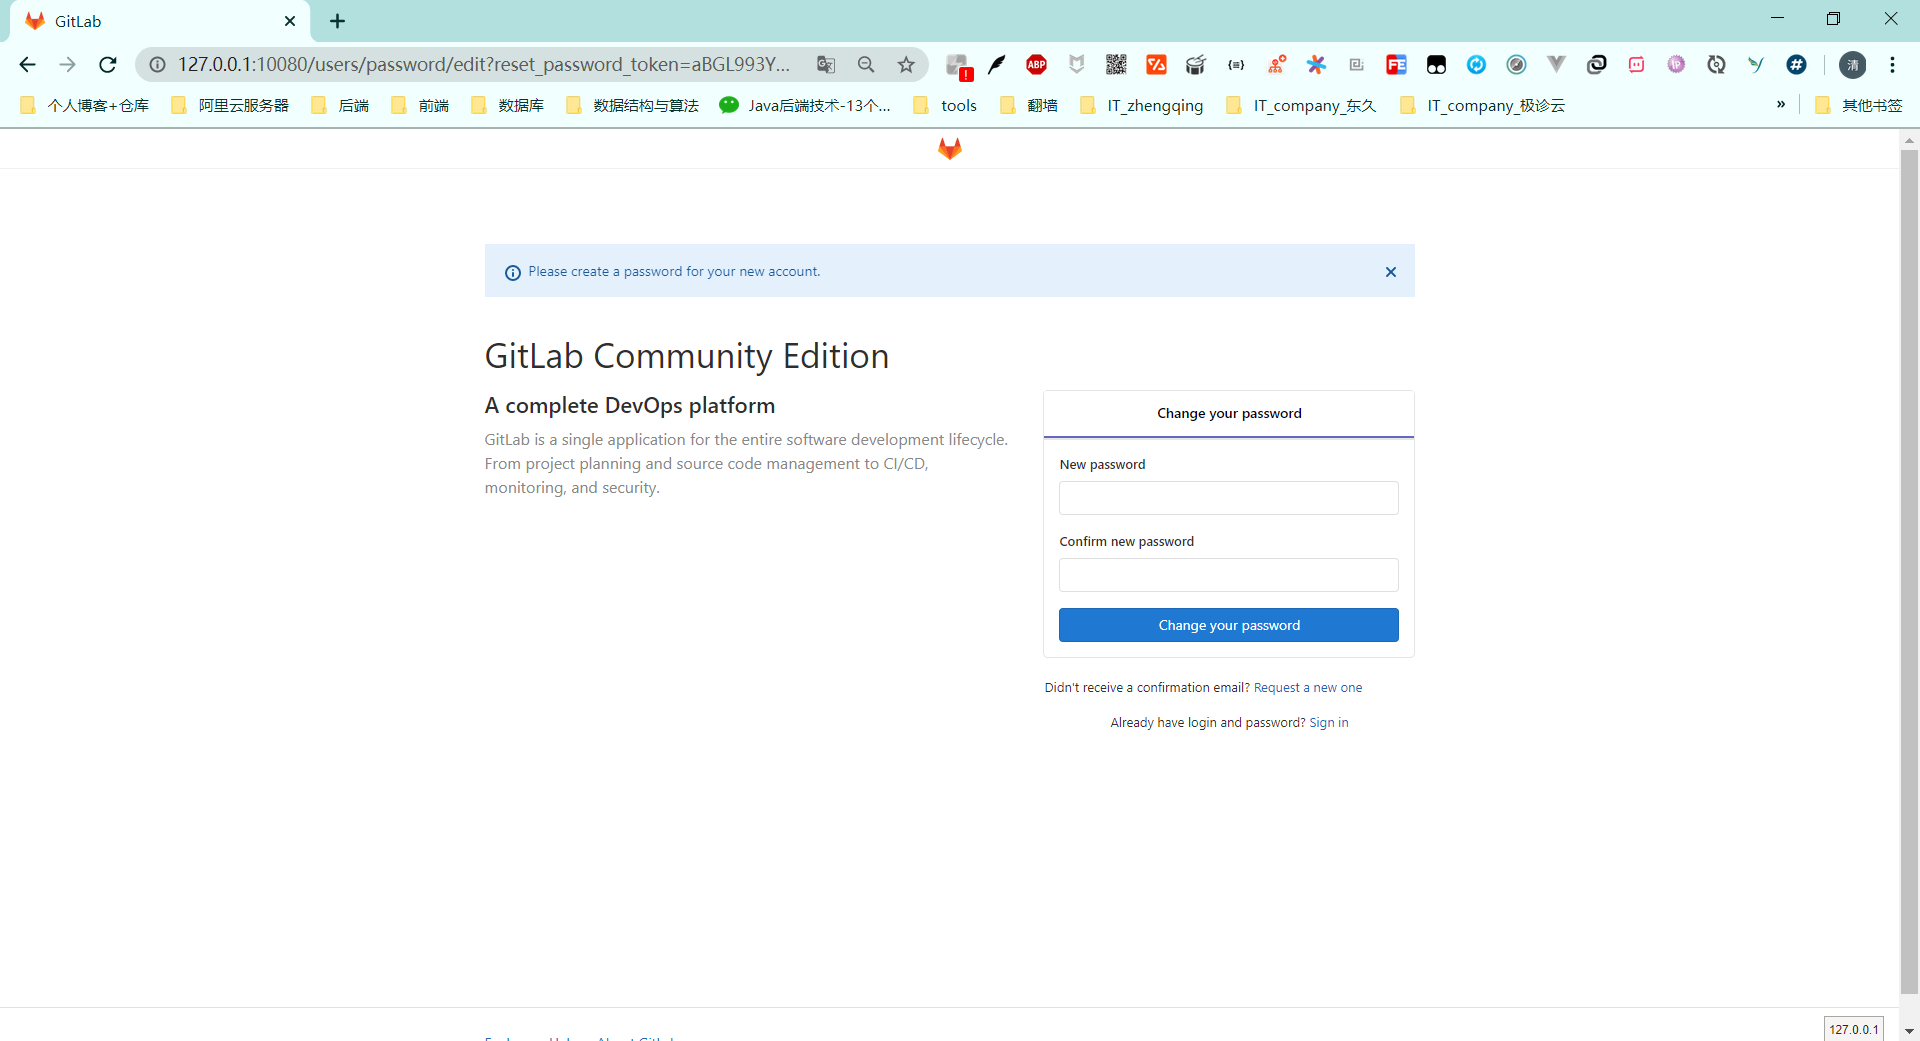 GitLab
127.0.0.1:10080/users/password/edit?reset_password_token=aBGL993Y...
ABP
FE
IP
清
个人博客+仓库 阿里云服务器 后端 前端 数据库 数据结构与算法 Java后端技术-13个... tools 翻墙 IT_zhengqing IT_company_东久 IT_company_极诊云 » 其他书签
Please create a password for your new account.
GitLab Community Edition
A complete DevOps platform
GitLab is a single application for the entire software development lifecycle.
From project planning and source code management to CI/CD,
monitoring, and security.
Change your password
New password
Confirm new password
Change your password
Didn't receive a confirmation email? Request a new one
Already have login and password? Sign in
127.0.0.1